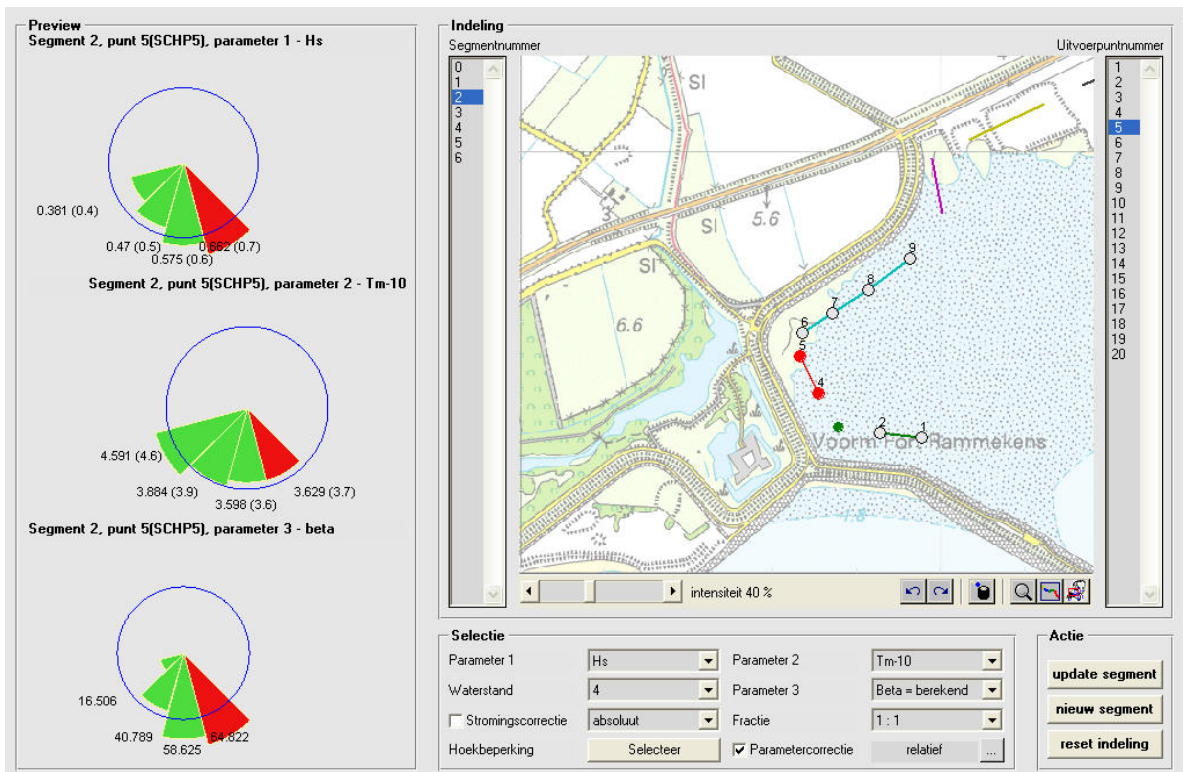 Preview
Segment 2, punt 5(SCHP5), parameter 1 - Hs
0.381 (0.4)
0.47 (0.5)
0.662 (0.7)
0.575 (0.6)
Segment 2, punt 5(SCHP5), parameter 2 - Tm-10
4.591 (4.6)
3.884 (3.9)
3.629 (3.7)
3.598 (3.6)
Segment 2, punt 5(SCHP5), parameter 3 - beta
16.506
40.789
64.822
58.625
Indeling
Segmentnummer
Uitvoerpuntnummer
0
1
2
3
4
5
6
Sl
3
5.6
Sl
Sl
6.6
9
8
7
6
5
4
2
1
Voorm Fort Rammekens
1.8
1
2
3
4
5
6
7
8
9
10
11
12
13
14
15
16
17
18
19
20
intensiteit 40 %
Selectie
Parameter 1 Hs Parameter 2 Tm-10
Waterstand 4 Parameter 3 Beta = berekend
Stromingscorrectie absoluut Fractie 1 : 1
Hoekbeperking Selecteer Parametercorrectie relatief ...
Actie
update segment
nieuw segment
reset indeling